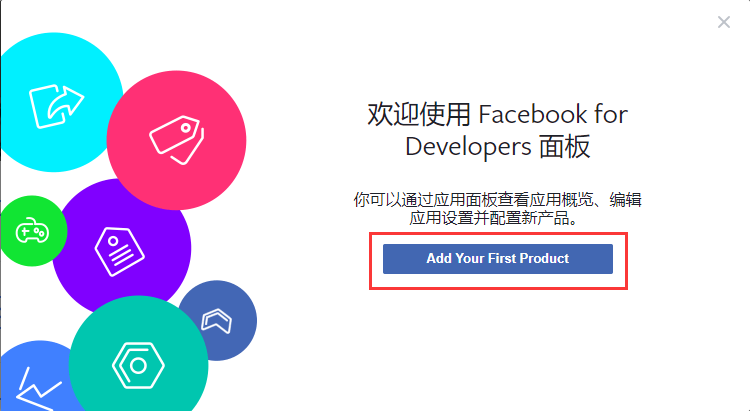 欢迎使用 Facebook for
Developers 面板
你可以通过应用面板查看应用概览、编辑
应用设置并配置新产品。
Add Your First Product